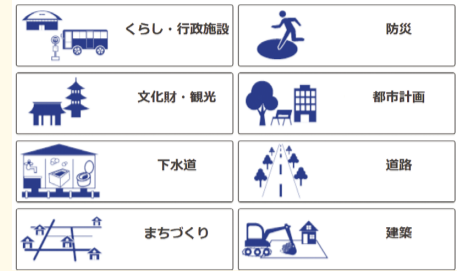 くらし・行政施設
防災
文化財・観光
都市計画
下水道
道路
まちづくり
建築